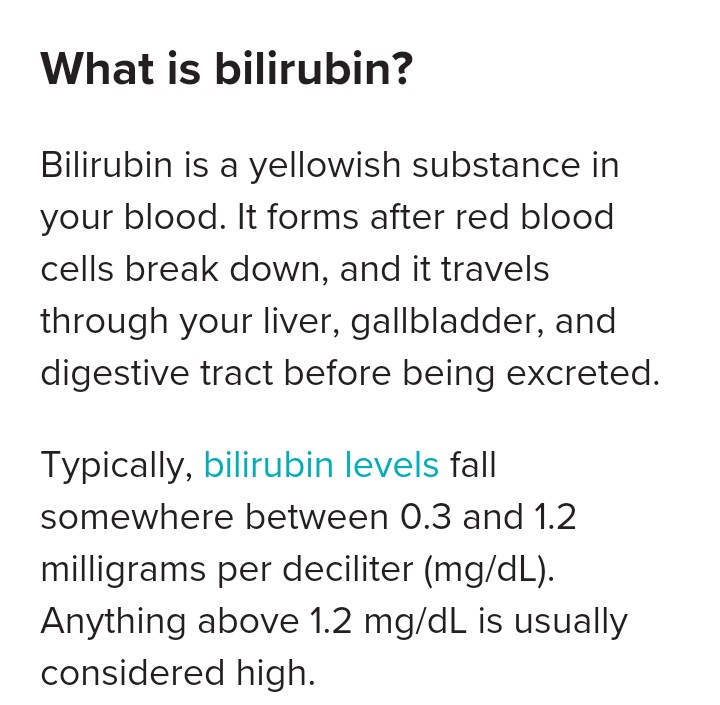 What is bilirubin?
Bilirubin is a yellowish substance in
your blood. It forms after red blood
cells break down, and it travels
through your liver, gallbladder, and
digestive tract before being excreted.
Typically, bilirubin levels fall
somewhere between 0.3 and 1.2
milligrams per deciliter (mg/dL).
Anything above 1.2 mg/dL is usually
considered high.